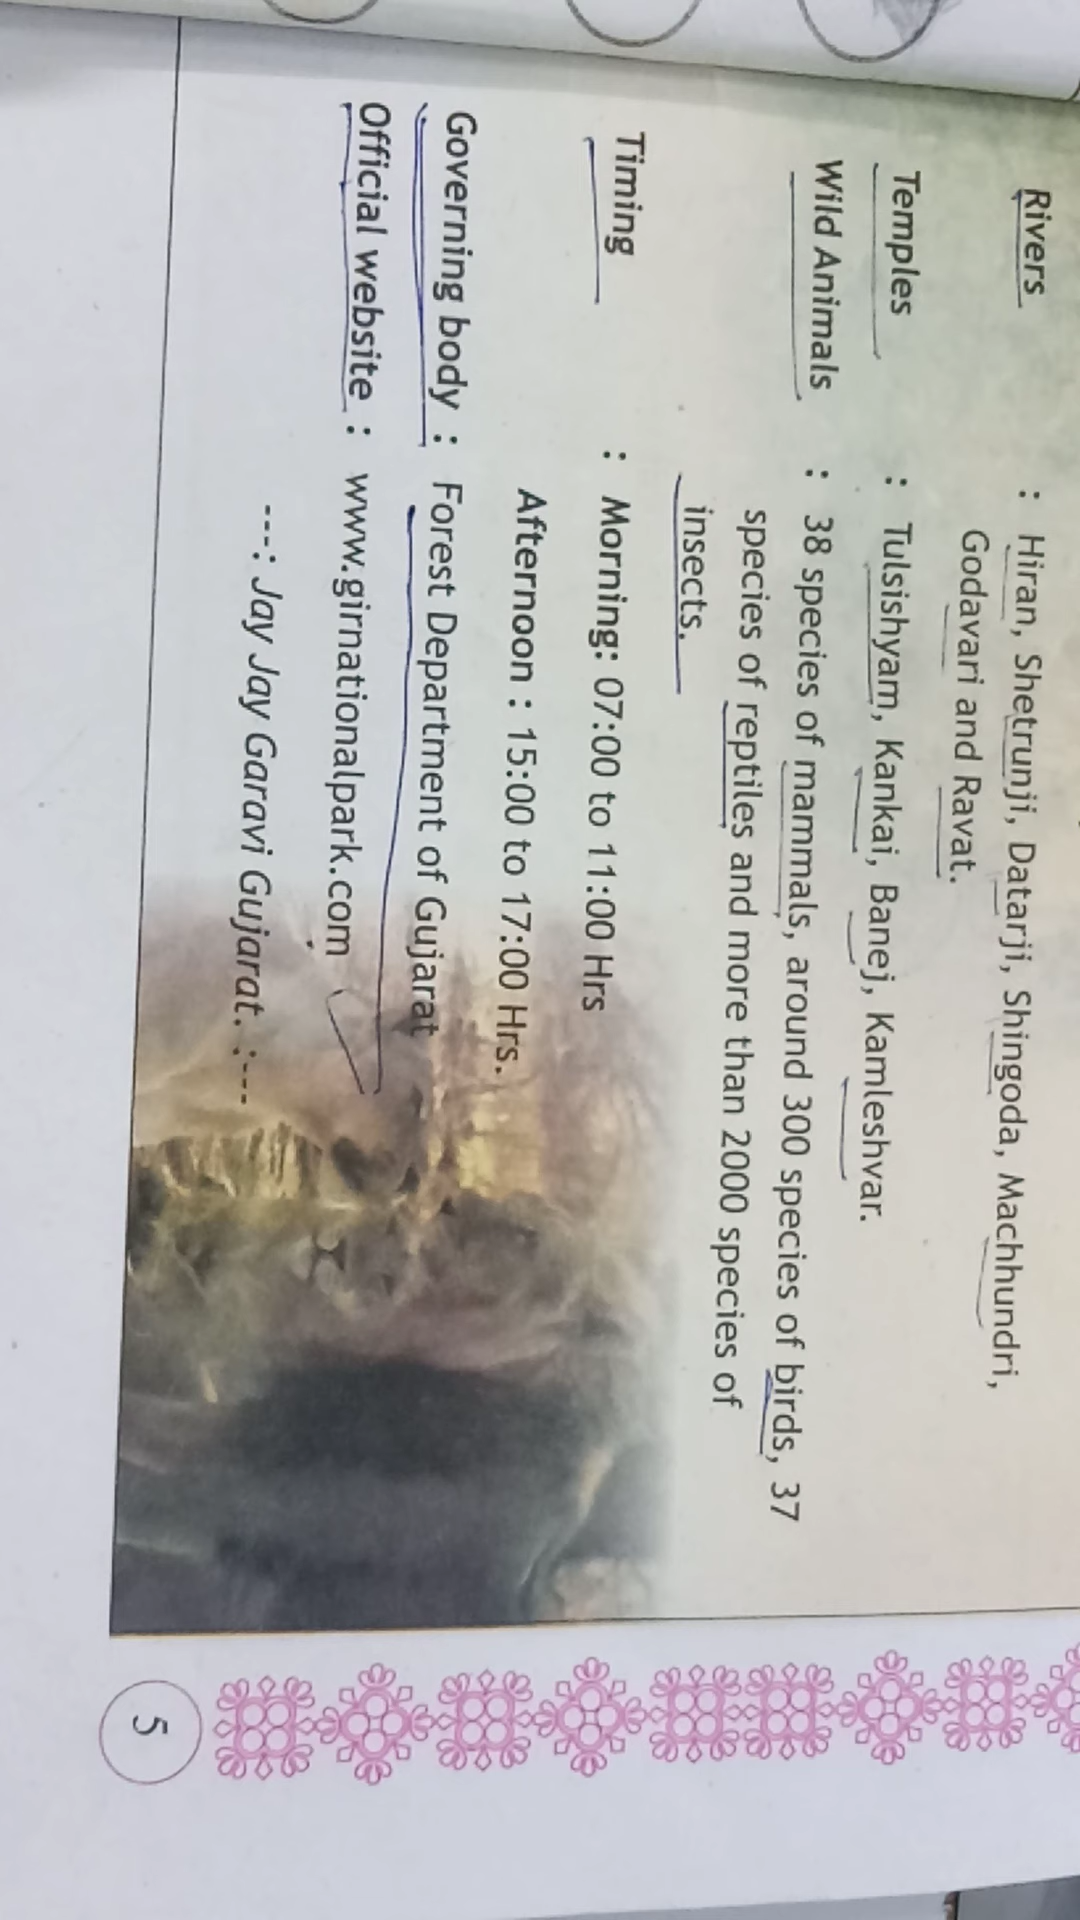 Rivers : Hiran, Shetrunji, Datarji, Shingoda, Machhundri,
Godavari and Ravat.
Temples : Tulsishyam, Kankai, Banej, Kamleshvar.
Wild Animals : 38 species of mammals, around 300 species of birds, 37
species of reptiles and more than 2000 species of
insects.
Timing : Morning: 07:00 to 11:00 Hrs
Afternoon : 15:00 to 17:00 Hrs.
Governing body : Forest Department of Gujarat
Official website : www.girnationalpark.com
---: Jay Jay Garavi Gujarat. :---
5